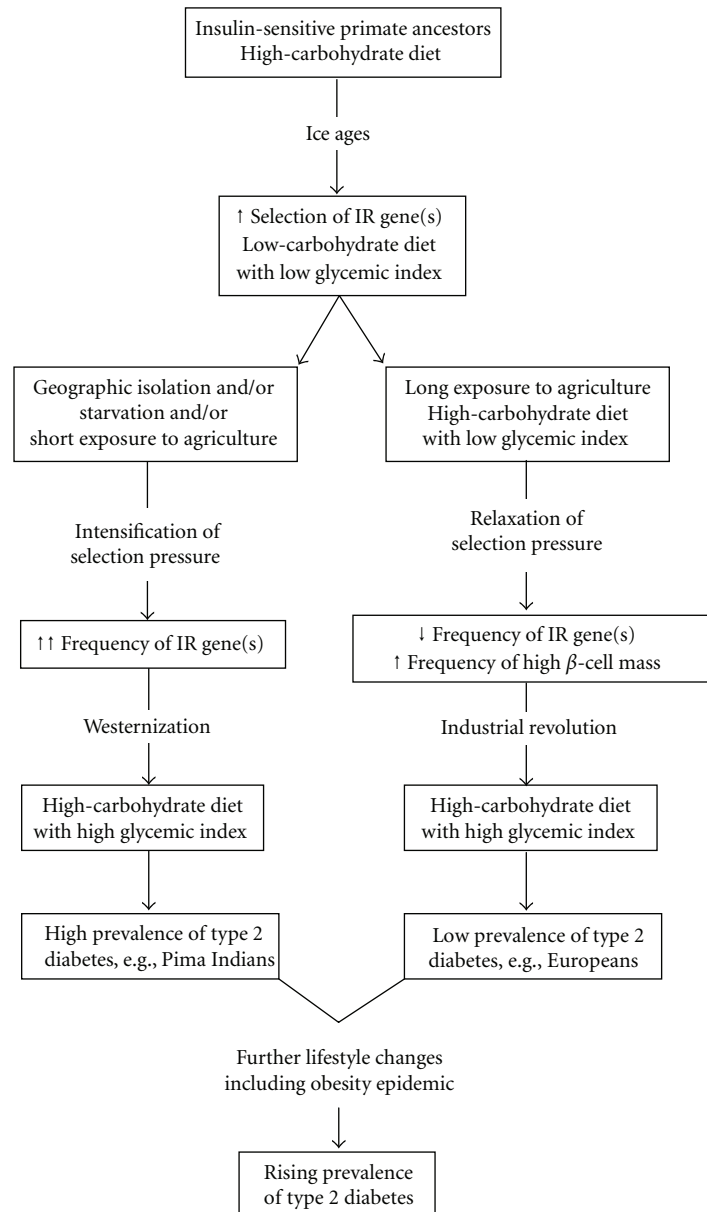 Insulin-sensitive primate ancestors
High-carbohydrate diet
Ice ages
↑ Selection of IR gene(s)
Low-carbohydrate diet
with low glycemic index
Geographic isolation and/or
starvation and/or
short exposure to agriculture
Long exposure to agriculture
High-carbohydrate diet
with low glycemic index
Intensification of
selection pressure
Relaxation of
selection pressure
↑↑ Frequency of IR gene(s)
↓ Frequency of IR gene(s)
↑ Frequency of high β-cell mass
Westernization
Industrial revolution
High-carbohydrate diet
with high glycemic index
High-carbohydrate diet
with high glycemic index
High prevalence of type 2
diabetes, e.g., Pima Indians
Low prevalence of type 2
diabetes, e.g., Europeans
Further lifestyle changes
including obesity epidemic
Rising prevalence
of type 2 diabetes